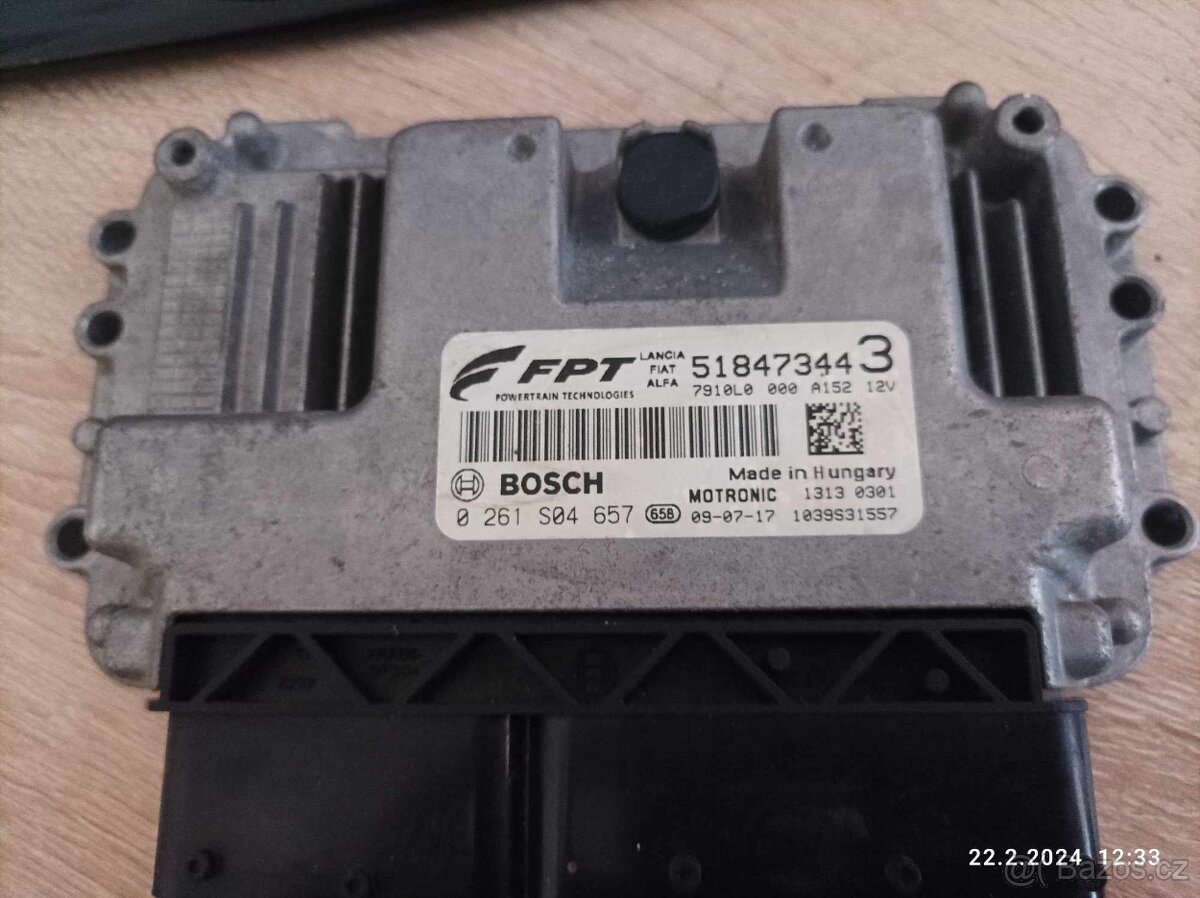 FPT
POWERTRAIN TECHNOLOGIES
LANCIA
FIAT
ALFA
51847344 3
7910L0 000 A152 12V
BOSCH
Made in Hungary
MOTRONIC 1313 0301
0 261 S04 657 65B 09-07-17 1039S31557
22.2.2024 12:33
@Bazos.cz